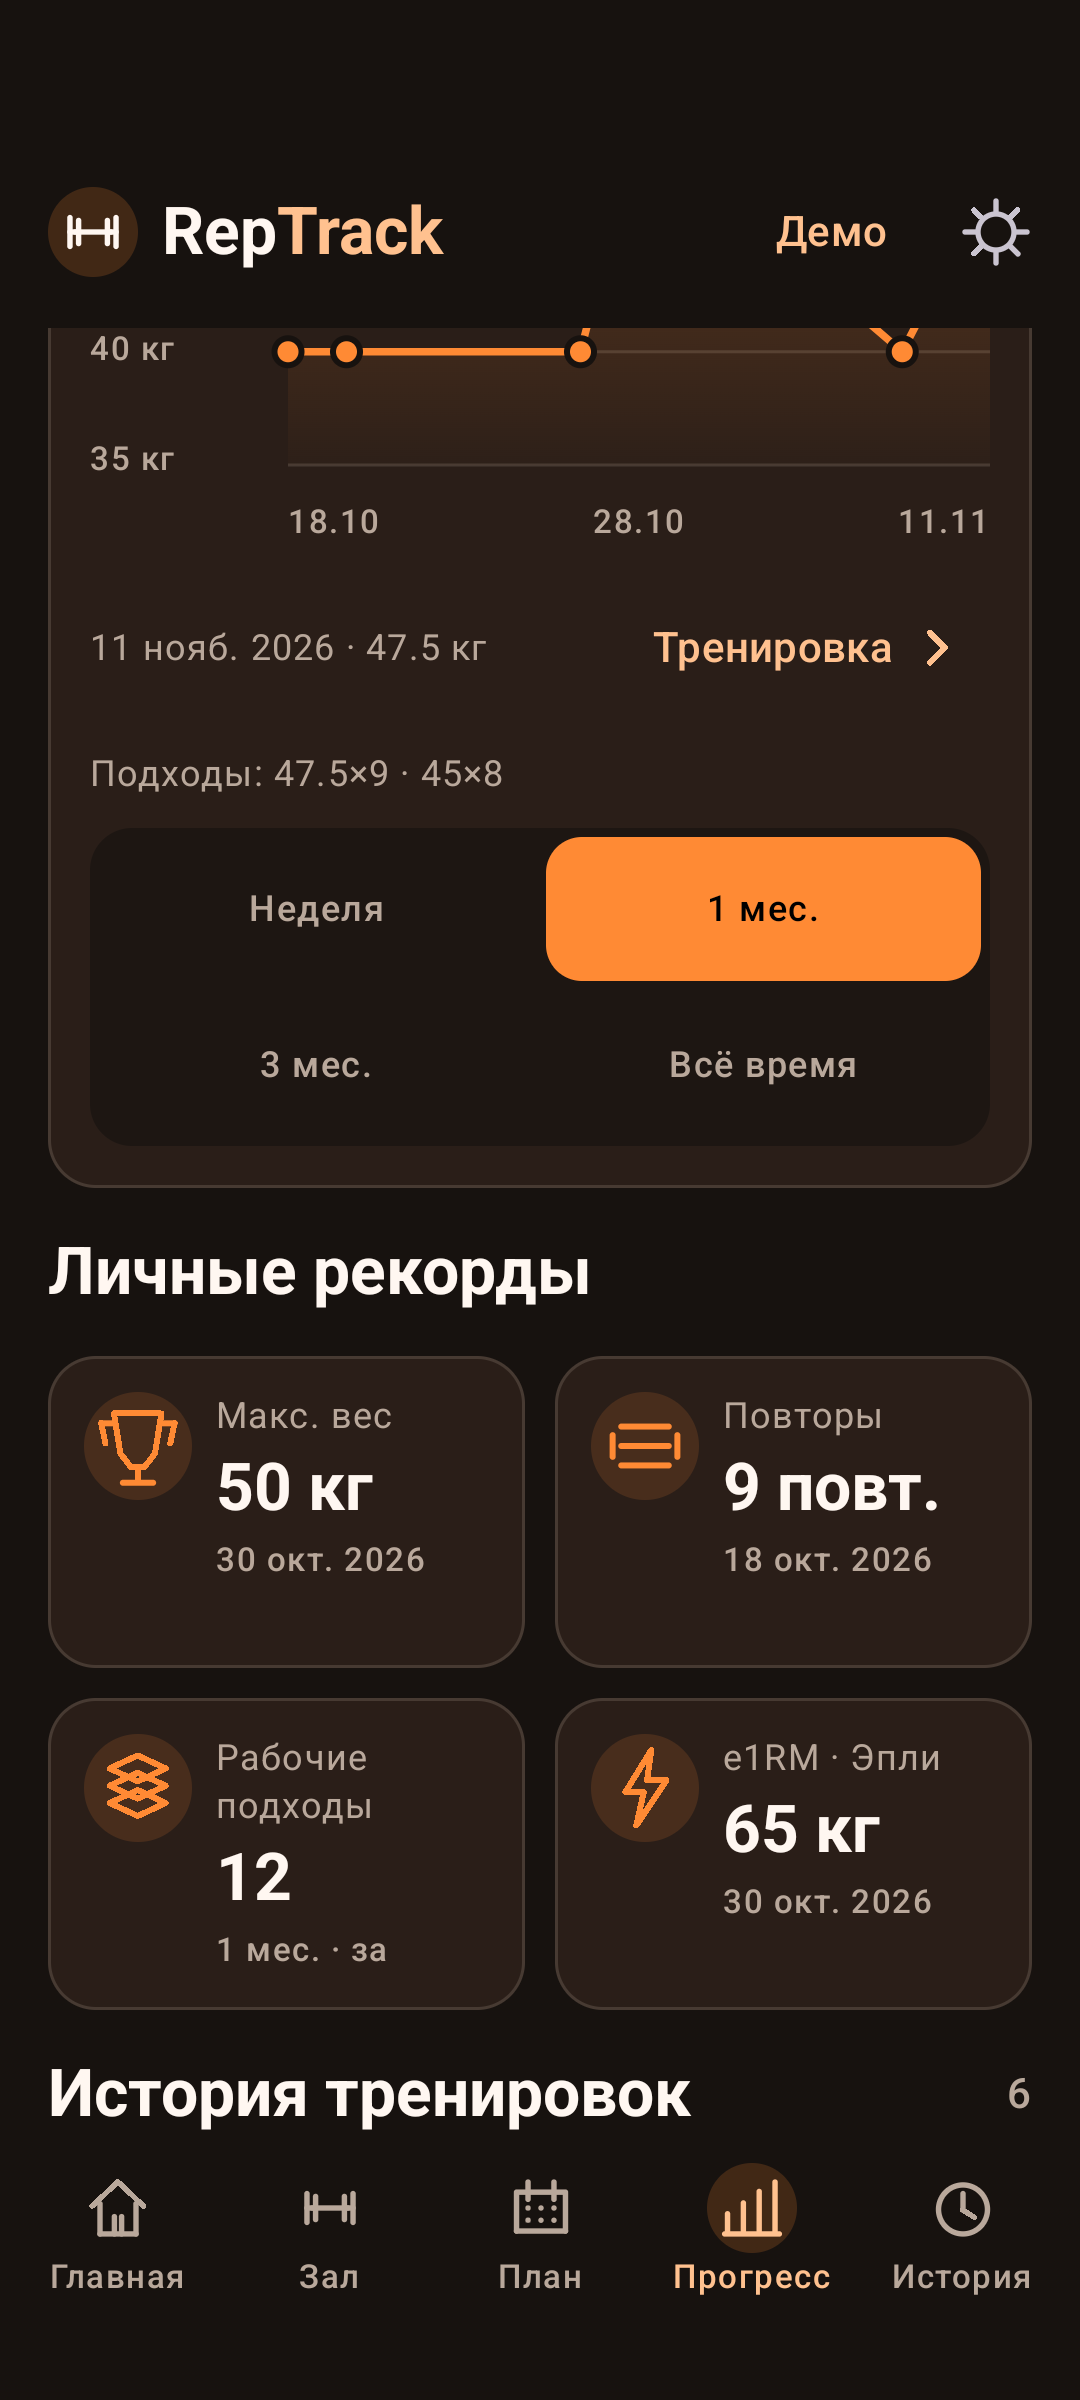 RepTrack
Демо
40 кг
35 кг
18.10 28.10 11.11
11 нояб. 2026 · 47.5 кг
Тренировка
Подходы: 47.5×9 · 45×8
Неделя
1 мес.
3 мес.
Всё время
Личные рекорды
Макс. вес
50 кг
30 окт. 2026
Повторы
9 повт.
18 окт. 2026
Рабочие
подходы
12
1 мес. · за
e1RM · Эпли
65 кг
30 окт. 2026
История тренировок
6
Главная
Зал
План
Прогресс
История